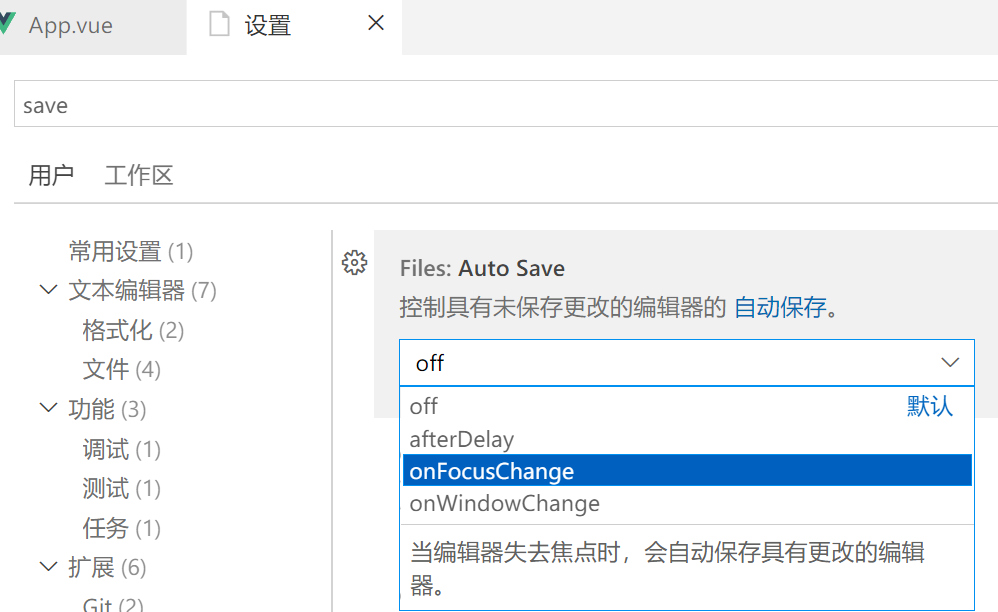 App.vue
设置
save
用户 工作区
常用设置 (1)
文本编辑器 (7)
格式化 (2)
文件 (4)
功能 (3)
调试 (1)
测试 (1)
任务 (1)
扩展 (6)
Git (2)
Files: Auto Save
控制具有未保存更改的编辑器的 自动保存。
off
off 默认
afterDelay
onFocusChange
onWindowChange
当编辑器失去焦点时，会自动保存具有更改的编辑
器。